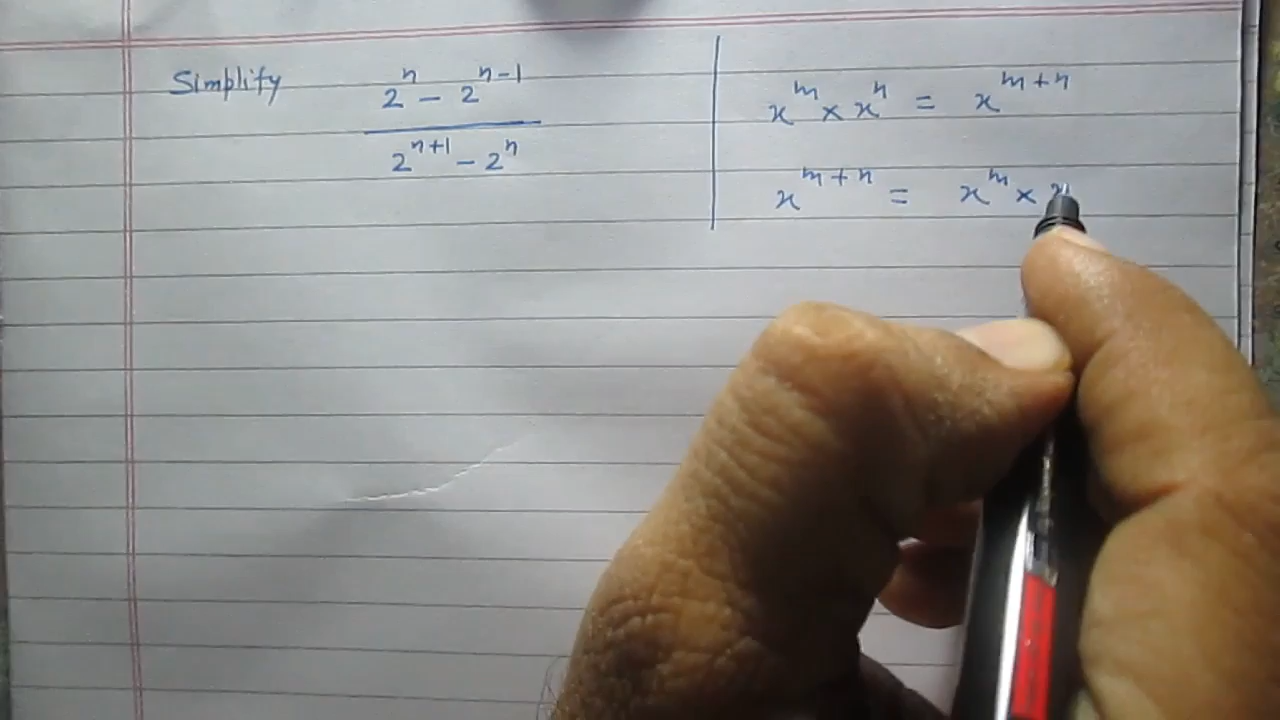 Simplify 2^n - 2^(n-1)
2^(n+1) - 2^n
x^m × x^n = x^(m+n)
x^(m+n) = x^m ×